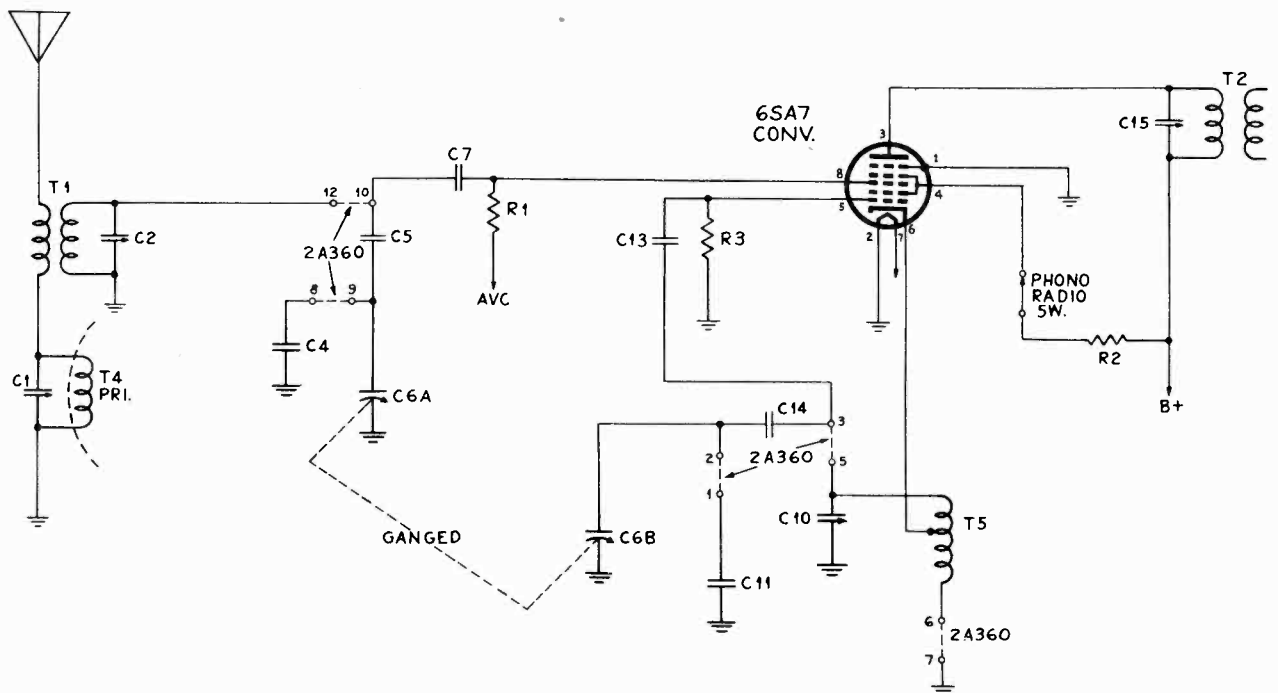 T2
6SA7
CONV.
3
C15
C7
1
8
4
T1
12
10
5
6
2
7
R1
C2
C5
C13
R3
2A360
PHONO
RADIO
SW.
8
9
AVC
C4
R2
C1
T4
PRI.
C6A
B+
C14
3
2
2A360
5
1
C10
T5
GANGED
C6B
C11
6
2A360
7